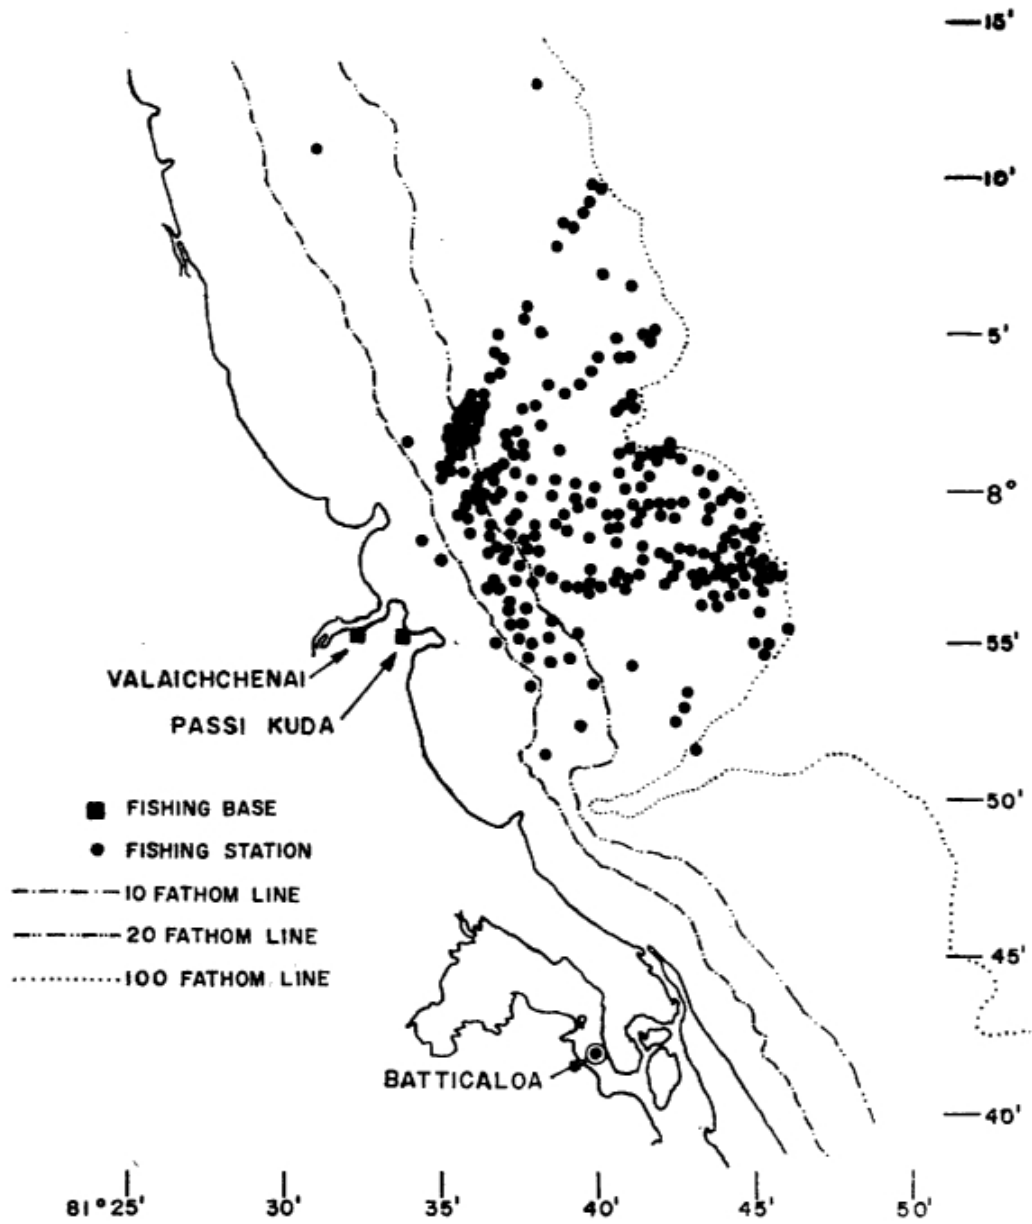 15'
10'
5'
8°
55'
VALAICHCHENAI
PASSI KUDA
50'
FISHING BASE
FISHING STATION
10 FATHOM LINE
20 FATHOM LINE
100 FATHOM LINE
45'
BATTICALOA
40'
81°25' 30' 35' 40' 45' 50'